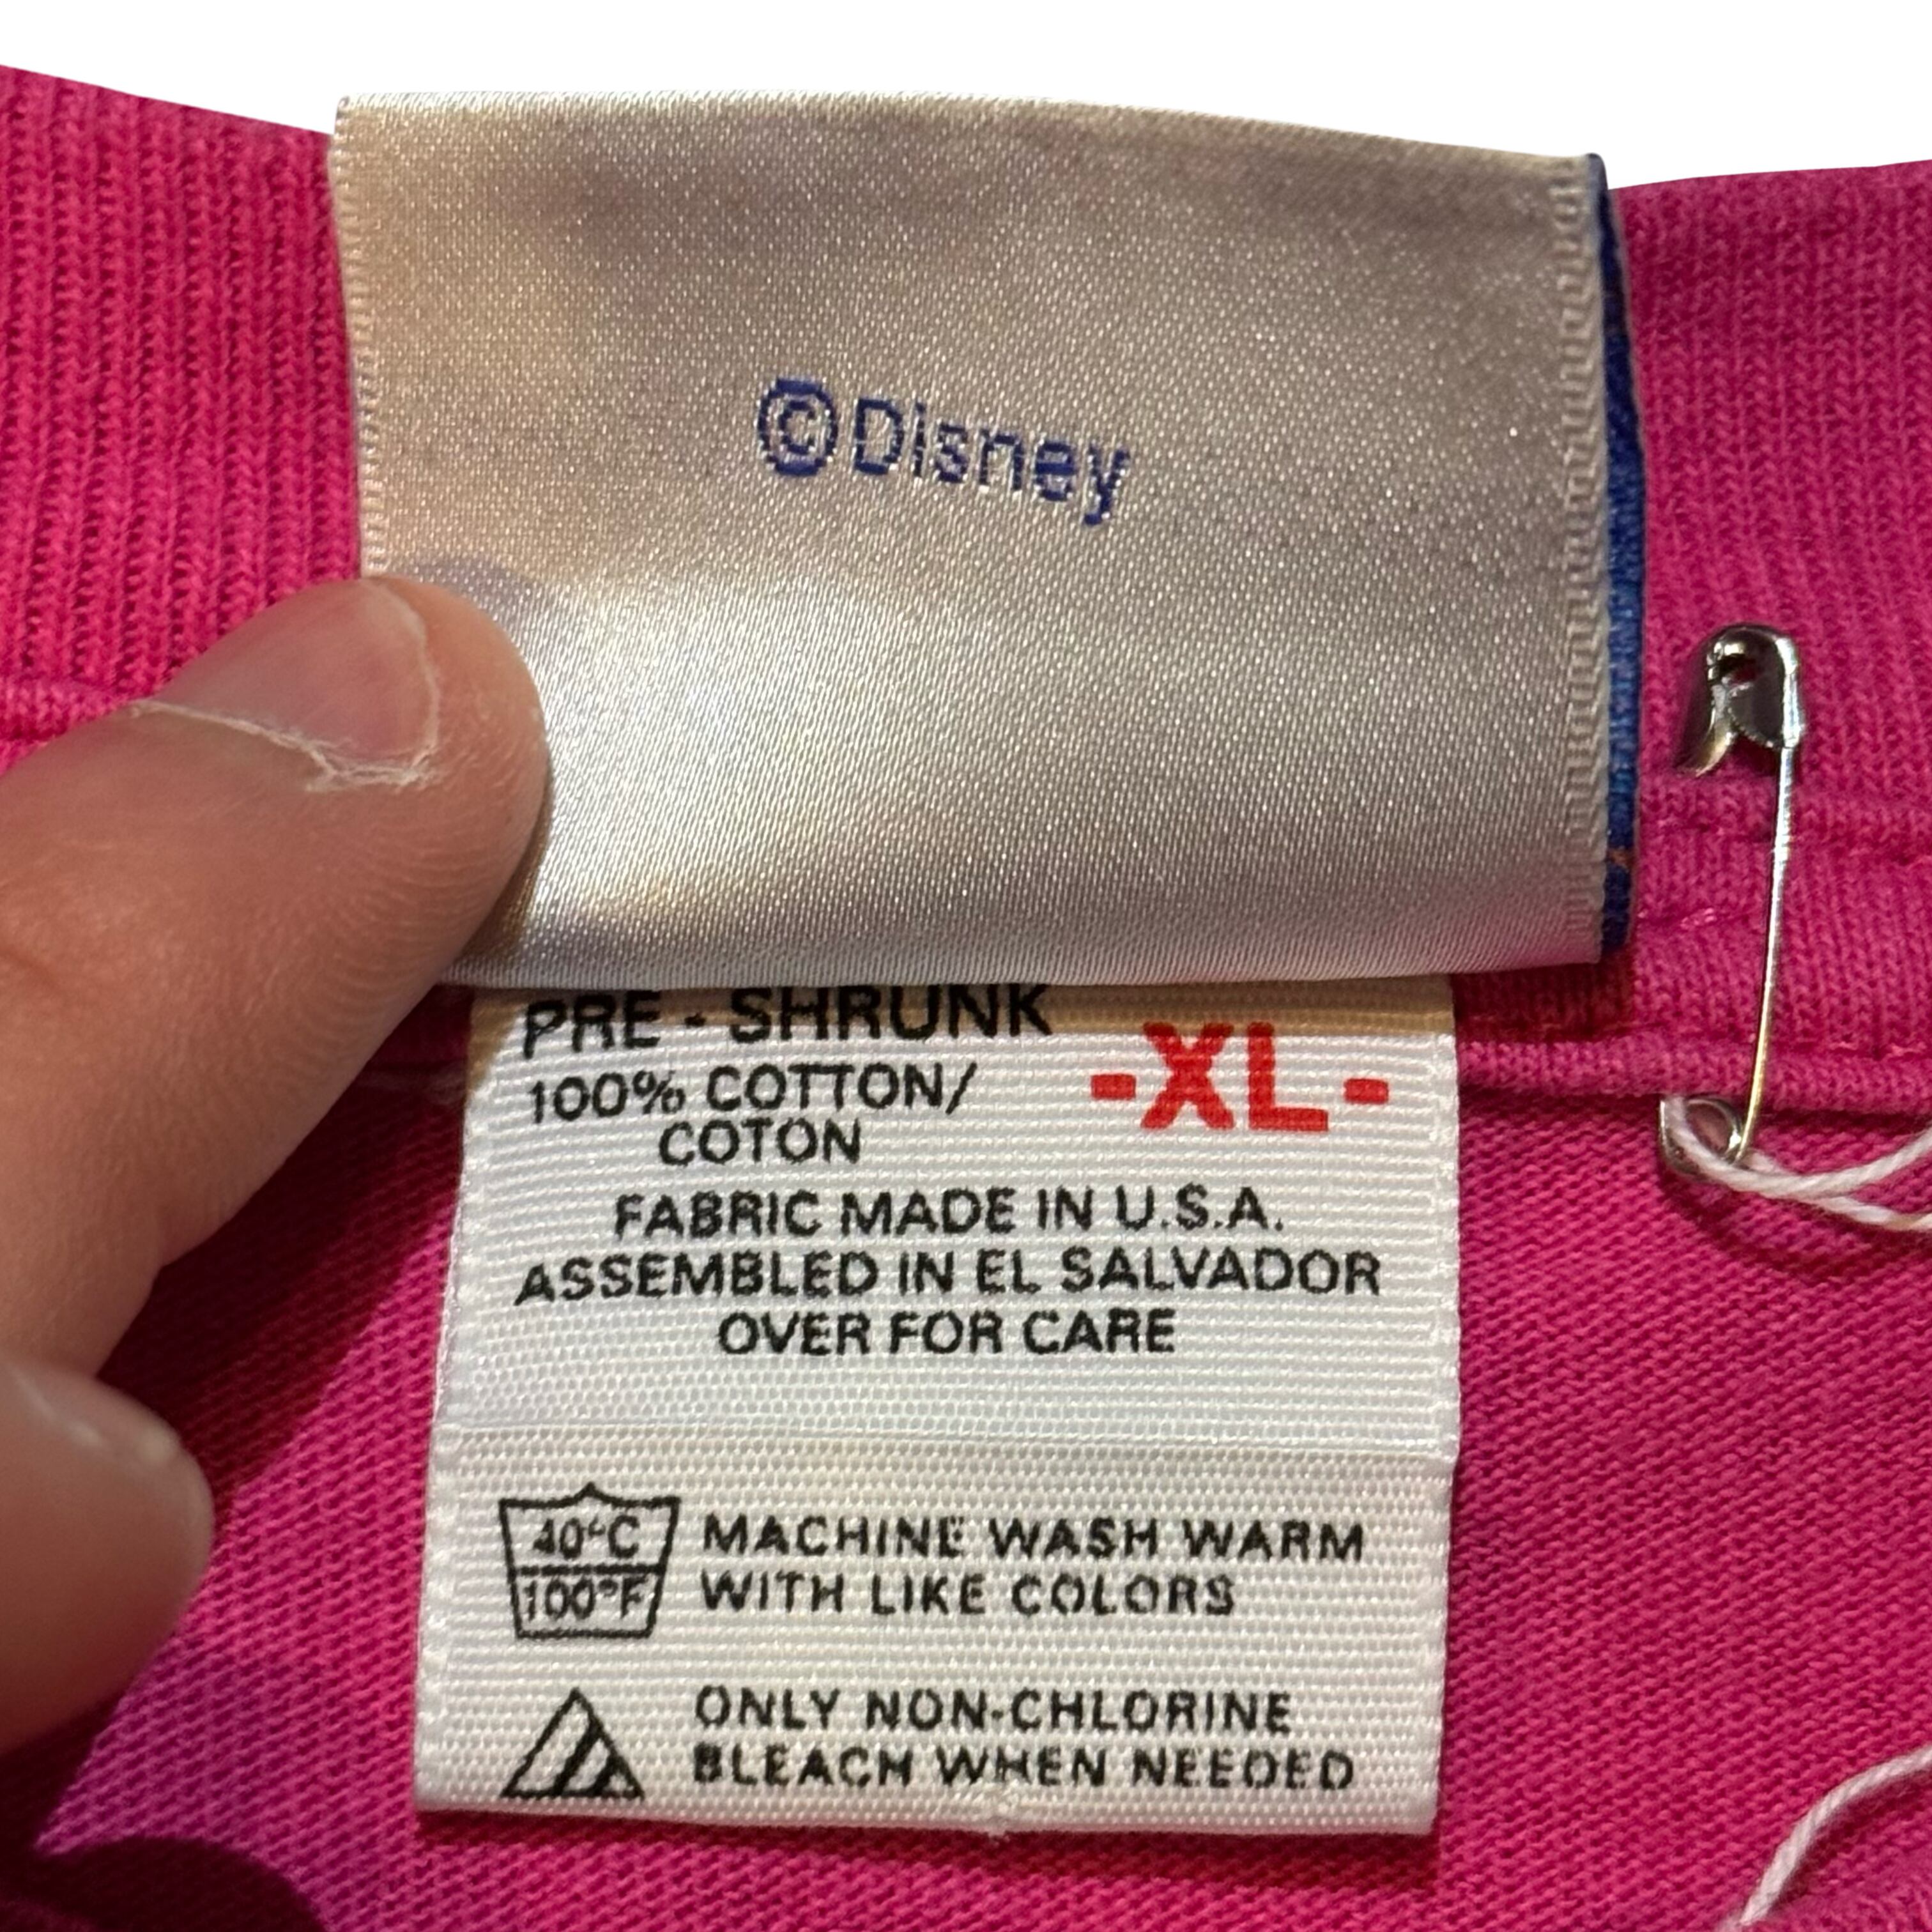 ©Disney
PRE - SHRUNK
-XL-
100% COTTON/
COTON
FABRIC MADE IN U.S.A.
ASSEMBLED IN EL SALVADOR
OVER FOR CARE
40°C
100°F
MACHINE WASH WARM
WITH LIKE COLORS
ONLY NON-CHLORINE
BLEACH WHEN NEEDED